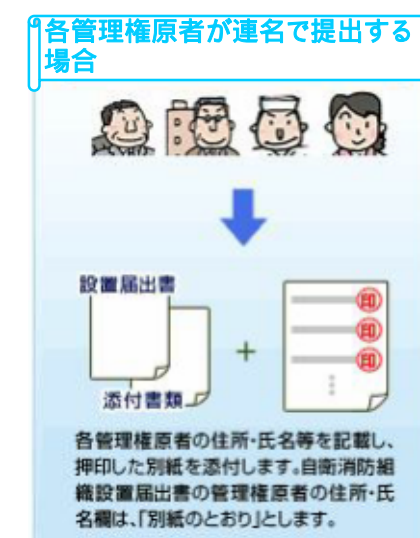 各管理権原者が連名で提出する
場合
設置届出書
添付書類
+
印
印
印
各管理権原者の住所・氏名等を記載し、
押印した別紙を添付します。自衛消防組
織設置届出書の管理権原者の住所・氏
名欄は、「別紙のとおり」とします。